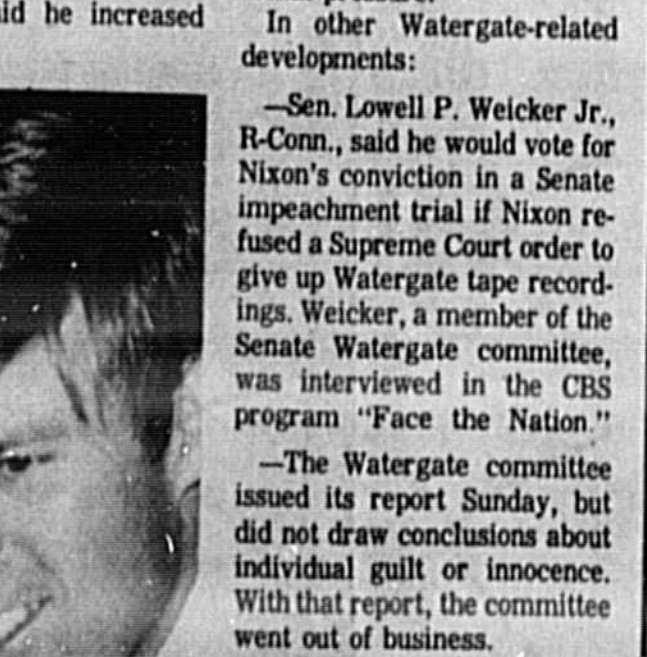 id he increased
In other Watergate-related
developments:
—Sen. Lowell P. Weicker Jr.,
R-Conn., said he would vote for
Nixon's conviction in a Senate
impeachment trial if Nixon re-
fused a Supreme Court order to
give up Watergate tape record-
ings. Weicker, a member of the
Senate Watergate committee,
was interviewed in the CBS
program "Face the Nation."
—The Watergate committee
issued its report Sunday, but
did not draw conclusions about
individual guilt or innocence.
With that report, the committee
went out of business.